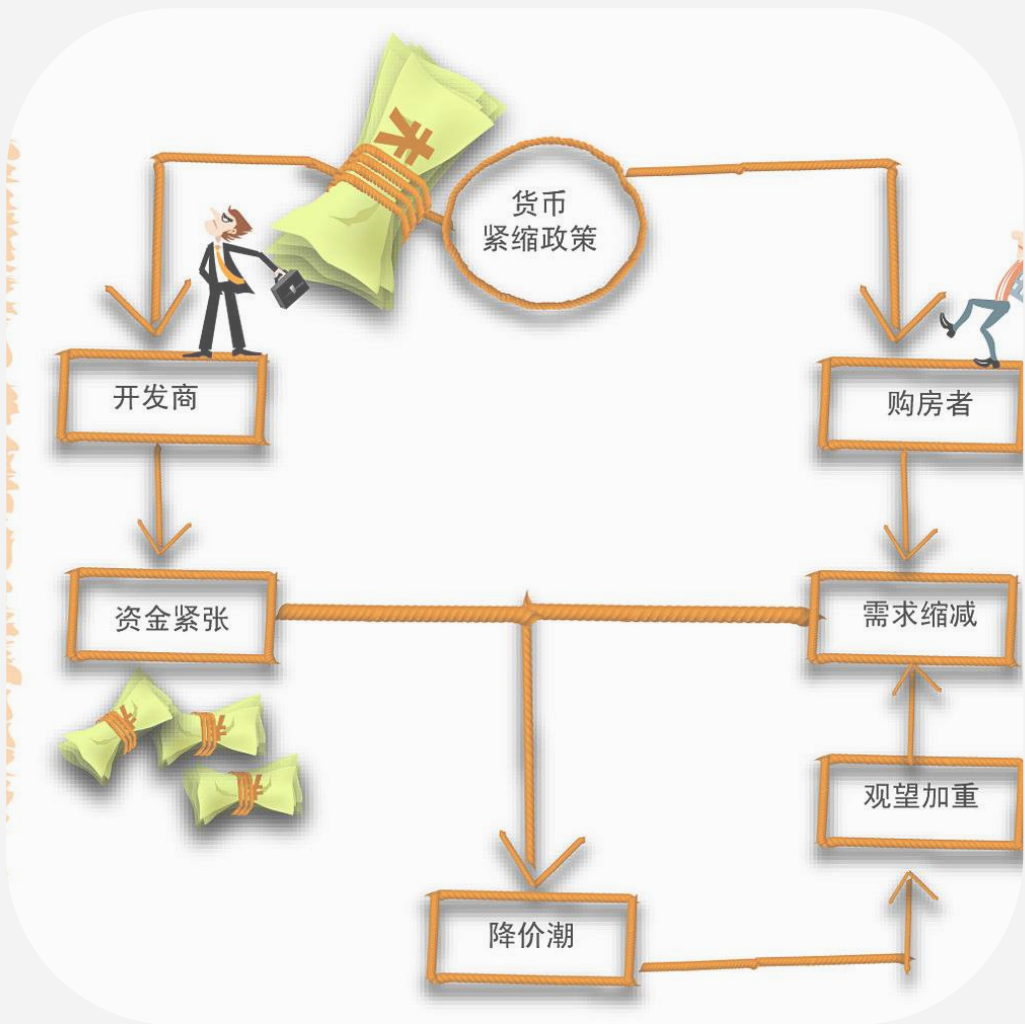 货币
紧缩政策
开发商
购房者
资金紧张
需求缩减
观望加重
降价潮